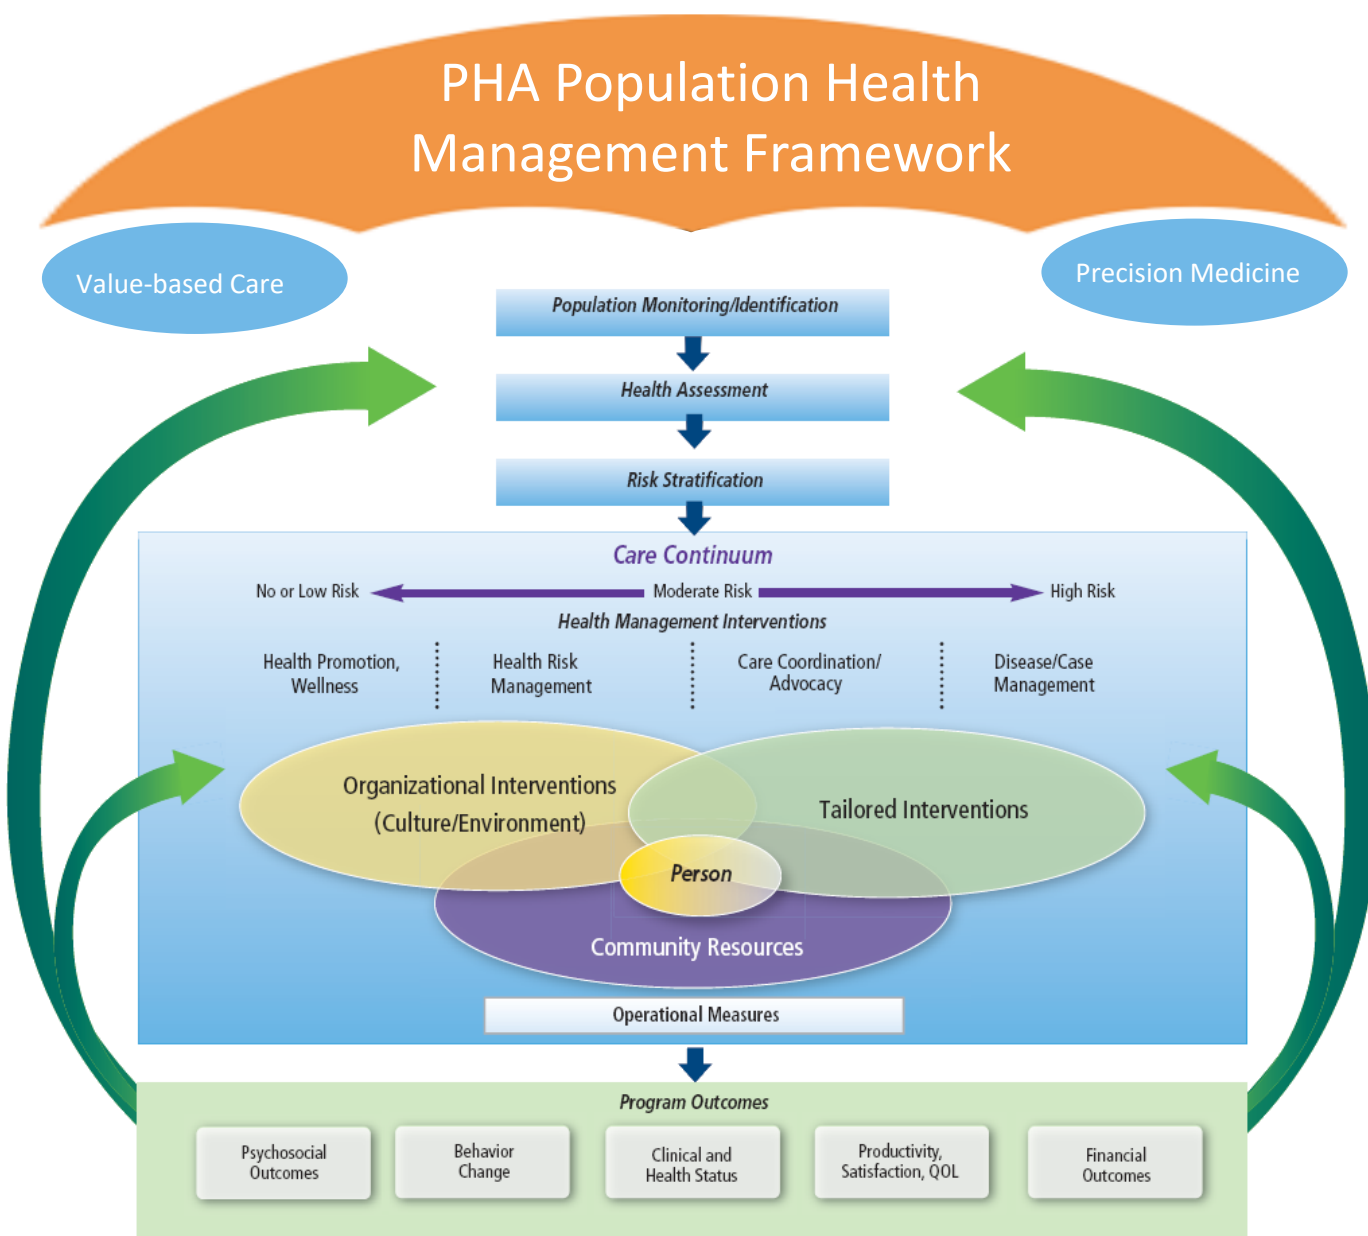 PHA Population Health
Management Framework
Value-based Care
Precision Medicine
Population Monitoring/Identification
Health Assessment
Risk Stratification
Care Continuum
No or Low Risk
Moderate Risk
High Risk
Health Management Interventions
Health Promotion,
Wellness
Health Risk
Management
Care Coordination/
Advocacy
Disease/Case
Management
Organizational Interventions
(Culture/Environment)
Tailored Interventions
Person
Community Resources
Operational Measures
Program Outcomes
Psychosocial
Outcomes
Behavior
Change
Clinical and
Health Status
Productivity,
Satisfaction, QOL
Financial
Outcomes